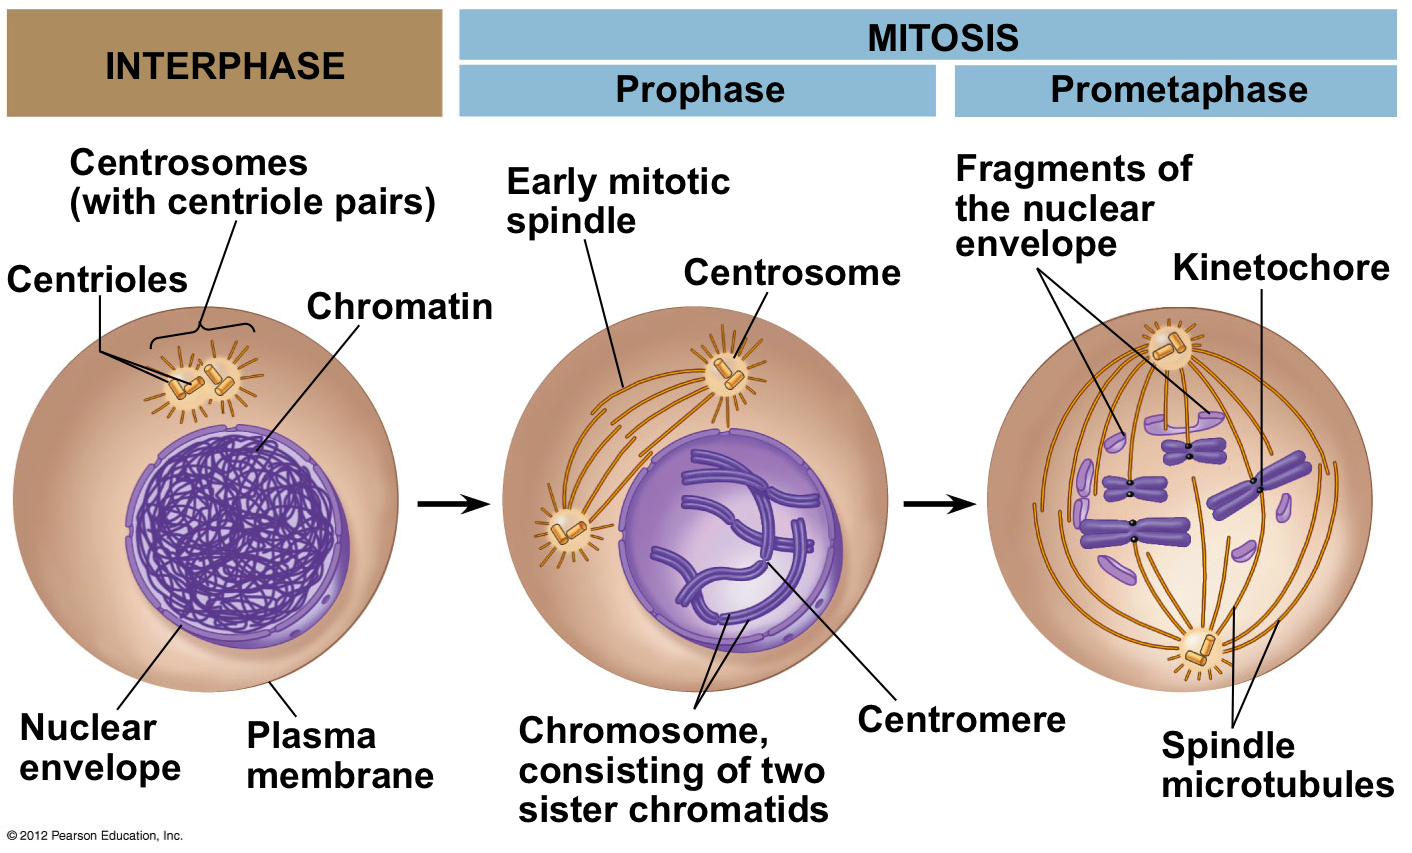 INTERPHASE
MITOSIS
Prophase
Prometaphase
Centrosomes
(with centriole pairs)
Centrioles
Chromatin
Nuclear
envelope
Plasma
membrane
Early mitotic
spindle
Centrosome
Chromosome,
consisting of two
sister chromatids
Centromere
Fragments of
the nuclear
envelope
Kinetochore
Spindle
microtubules
© 2012 Pearson Education, Inc.